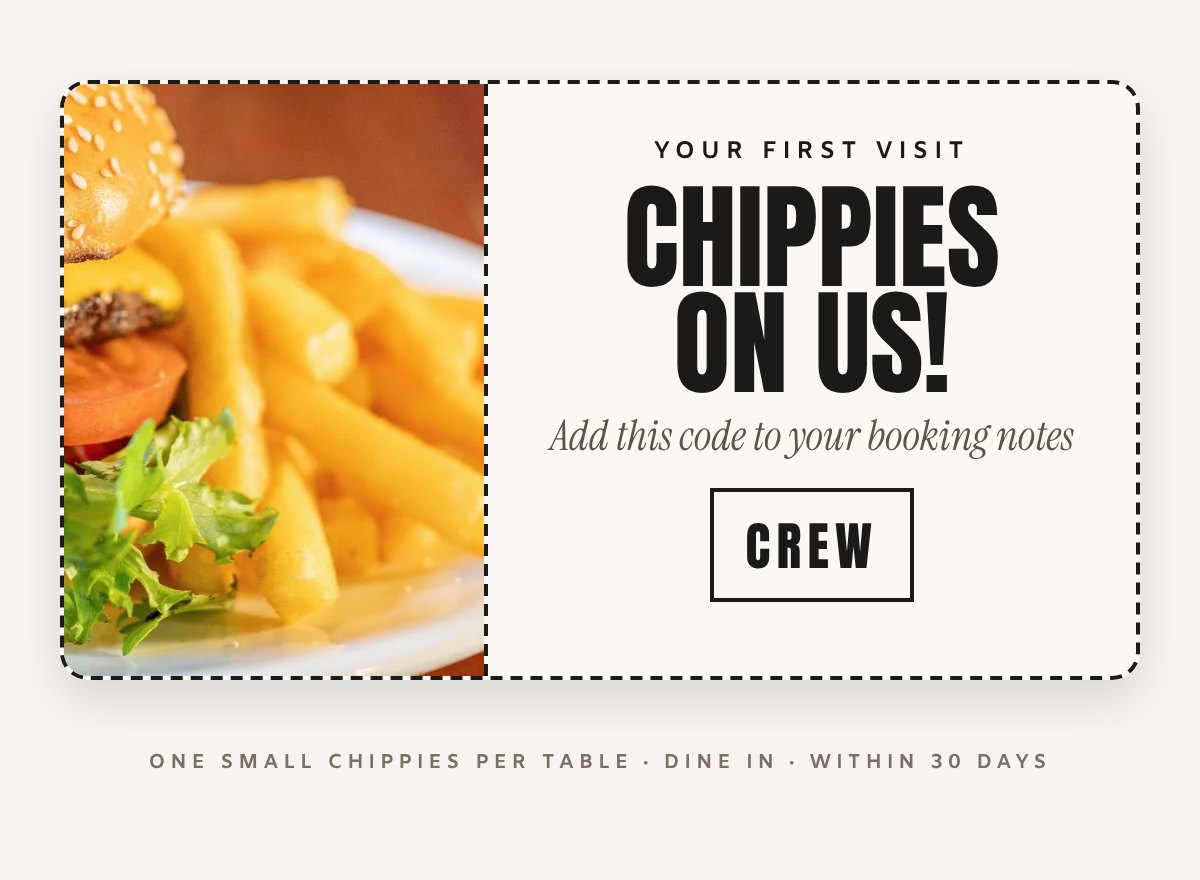 YOUR FIRST VISIT
CHIPPIES
ON US!
Add this code to your booking notes
CREW
ONE SMALL CHIPPIES PER TABLE · DINE IN · WITHIN 30 DAYS